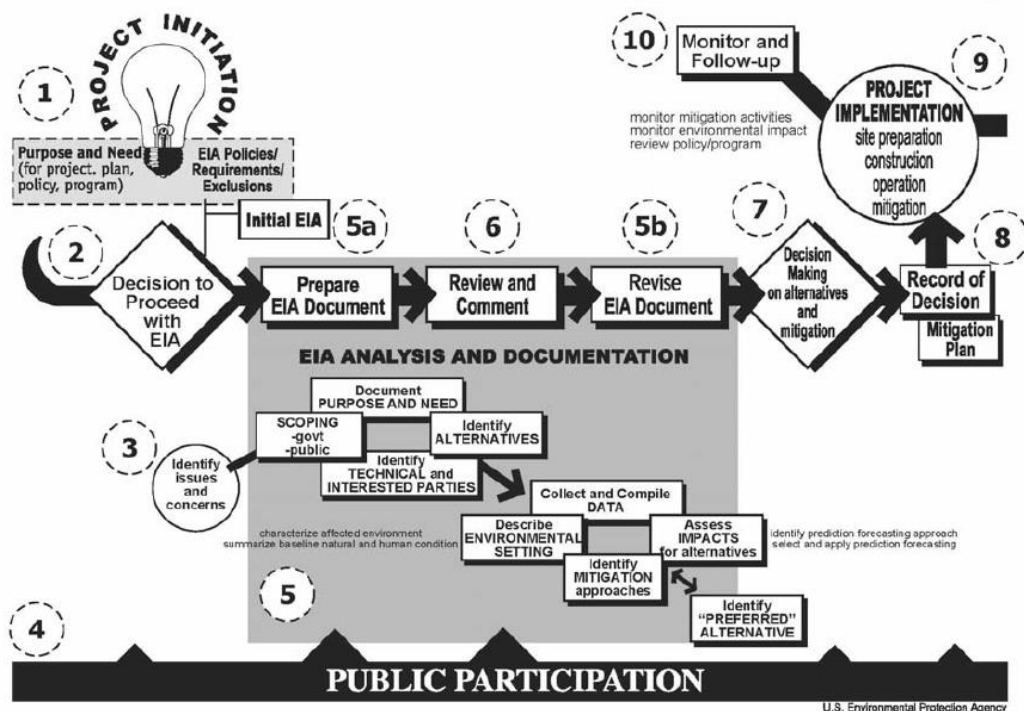 1
PROJECT INITIATION
Purpose and Need
(for project. plan,
policy, program)
EIA Policies/
Requirements/
Exclusions
Initial EIA
2
Decision to
Proceed
with
EIA
5a
Prepare
EIA Document
6
Review and
Comment
5b
Revise
EIA Document
7
Decision
Making
on alternatives
and
mitigation
8
Record of
Decision
Mitigation
Plan
9
PROJECT
IMPLEMENTATION
site preparation
construction
operation
mitigation
10
Monitor and
Follow-up
monitor mitigation activities
monitor environmental impact
review policy/program
EIA ANALYSIS AND DOCUMENTATION
3
Identify
issues
and
concerns
SCOPING
-govt
-public
Document
PURPOSE AND NEED
Identify
ALTERNATIVES
Identify
TECHNICAL and
INTERESTED PARTIES
Collect and Compile
DATA
Describe
ENVIRONMENTAL
SETTING
Assess
IMPACTS
for alternatives
Identify
MITIGATION
approaches
Identify
“PREFERRED”
ALTERNATIVE
characterize affected environment
summarize baseline natural and human condition
identify prediction forecasting approach
select and apply prediction forecasting
5
4
PUBLIC PARTICIPATION
U.S. Environmental Protection Agency